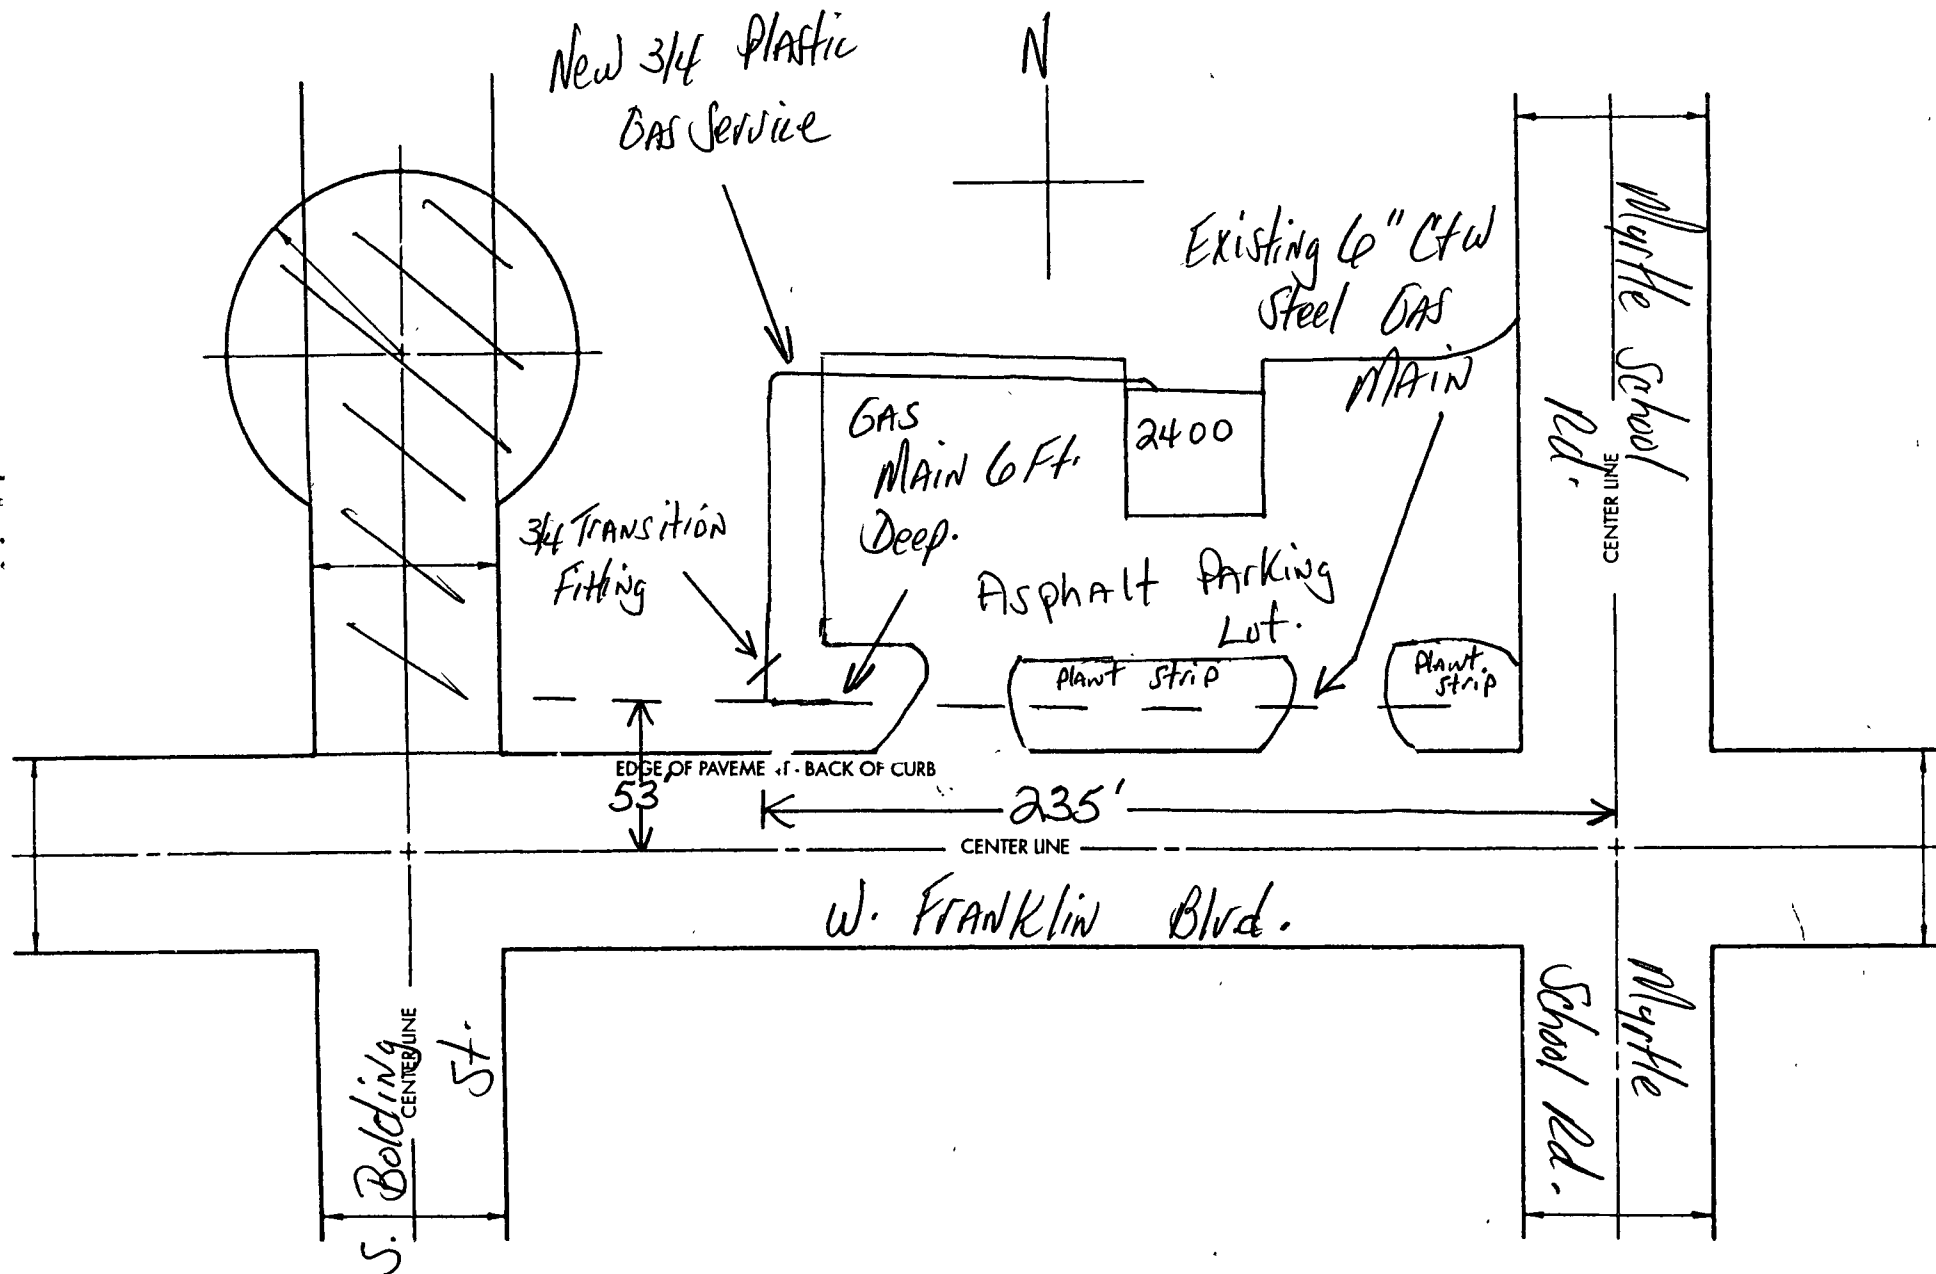 New 3/4 Plastic
Gas Service
N
Existing 6" C+W
Steel Gas
Main
Myrtle School
Rd.
CENTER LINE
Gas
Main 6 Ft.
Deep.
2400
3/4 Transition
Fitting
Asphalt Parking
Lot.
Plant Strip
Plant
Strip
EDGE OF PAVEME T - BACK OF CURB
53'
235'
CENTER LINE
W. Franklin Blvd.
S. Bolding
St.
CENTER LINE
Myrtle
School Rd.